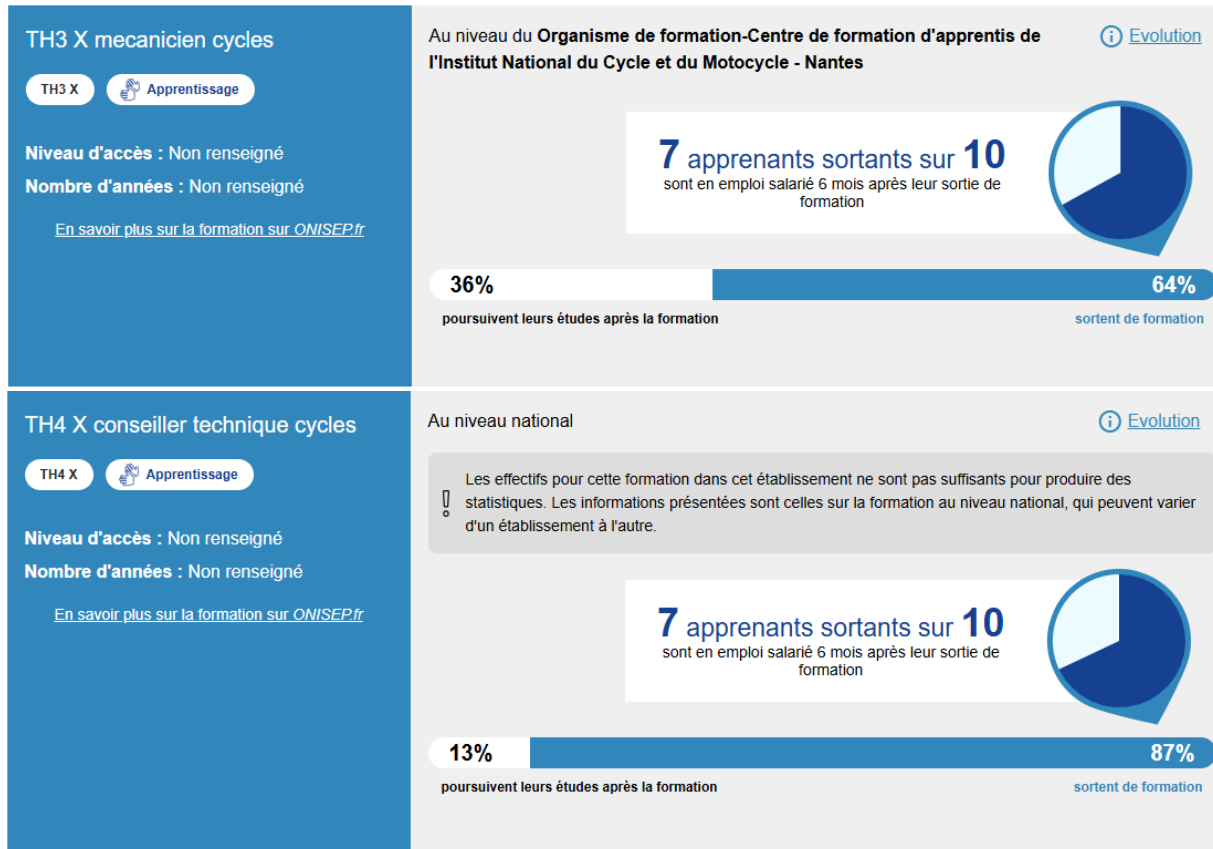 TH3 X mecanicien cycles
TH3 X
Apprentissage
Niveau d'accès : Non renseigné
Nombre d'années : Non renseigné
En savoir plus sur la formation sur ONISEP.fr
Au niveau du Organisme de formation-Centre de formation d'apprentis de
l'Institut National du Cycle et du Motocycle - Nantes
Evolution
7 apprenants sortants sur 10
sont en emploi salarié 6 mois après leur sortie de
formation
36%
64%
poursuivent leurs études après la formation
sortent de formation
TH4 X conseiller technique cycles
TH4 X
Apprentissage
Niveau d'accès : Non renseigné
Nombre d'années : Non renseigné
En savoir plus sur la formation sur ONISEP.fr
Au niveau national
Evolution
Les effectifs pour cette formation dans cet établissement ne sont pas suffisants pour produire des
statistiques. Les informations présentées sont celles sur la formation au niveau national, qui peuvent varier
d'un établissement à l'autre.
7 apprenants sortants sur 10
sont en emploi salarié 6 mois après leur sortie de
formation
13%
87%
poursuivent leurs études après la formation
sortent de formation